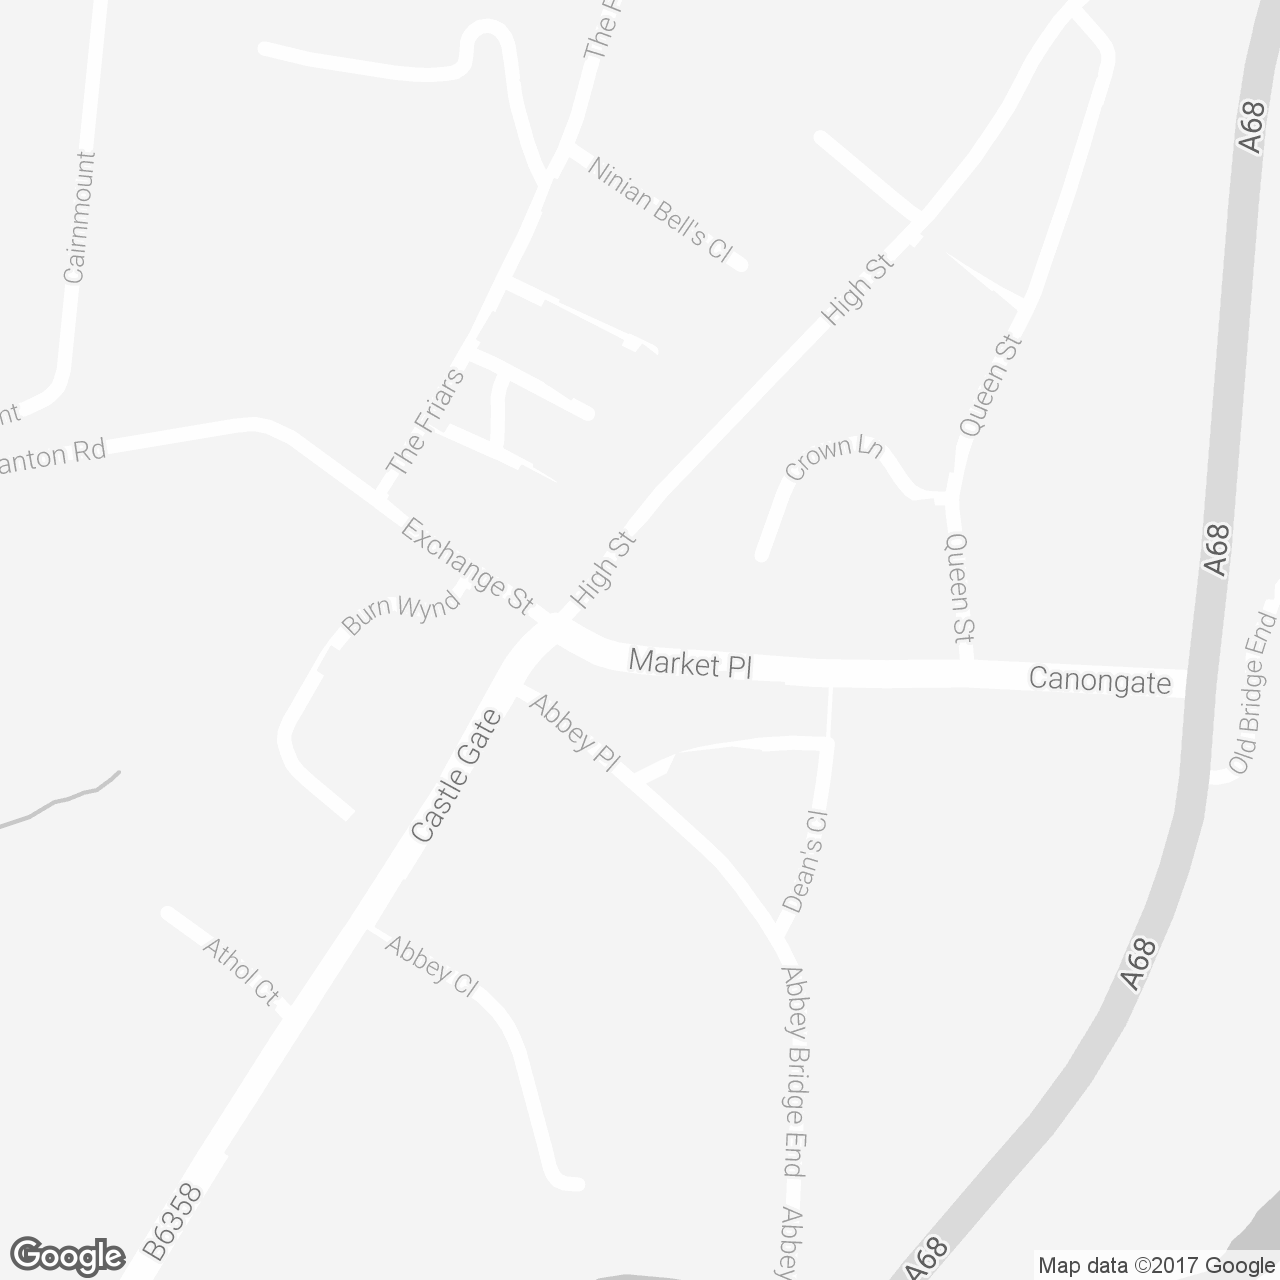 The F
A68
Cairnmount
Ninian Bell's Cl
High St
Queen St
The Friars
nt
anton Rd
Crown Ln
Exchange St
High St
A68
Burn Wynd
Queen St
Old Bridge End
Market Pl
Canongate
Abbey Pl
Castle Gate
Dean's Cl
Athol Ct
Abbey Cl
A68
Abbey Bridge End
B6358
Abbey
A68
Google
Map data ©2017 Google